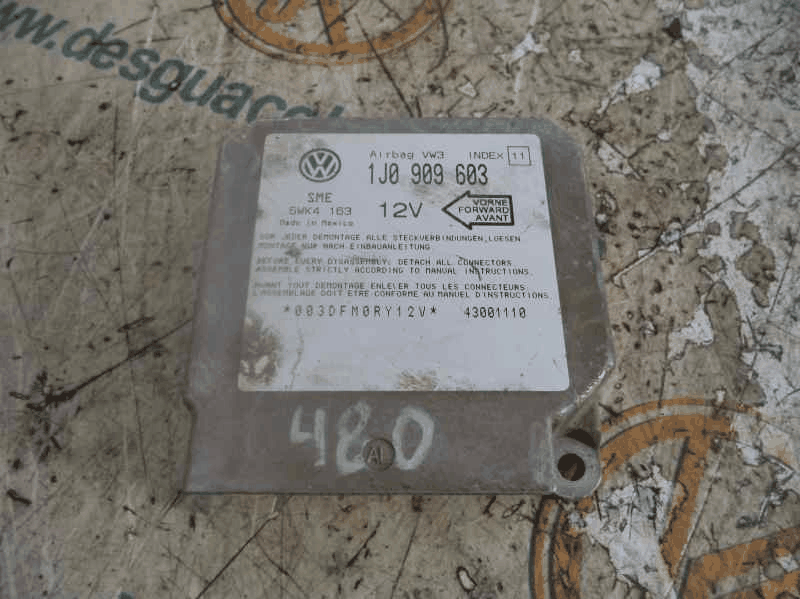 www.desguace
Airbag VW3 INDEX 11
1J0 909 603
SME
5WK4 163
Made in Mexico
12V
VORNE
FORWARD
AVANT
VOR JEDER DEMONTAGE ALLE STECKVERBINDUNGEN LOESEN
MONTAGE NUR NACH EINBAUANLEITUNG
BEFORE EVERY DISASSEMBLY: DETACH ALL CONNECTORS
ASSEMBLE STRICTLY ACCORDING TO MANUAL INSTRUCTIONS.
AVANT TOUT DEMONTAGE ENLELER TOUS LES CONNECTEURS
L'ASSEMBLAGE DOIT ETRE CONFORME AU MANUEL D'INSTRUCTIONS.
*003DFM0RY12V* 43001110
480
AL